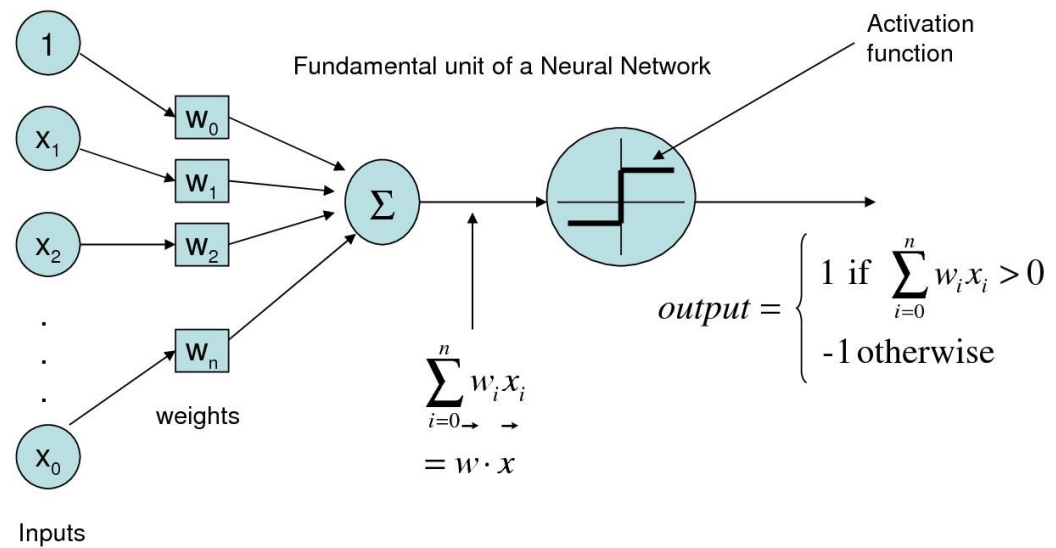 Activation
function
Fundamental unit of a Neural Network
1
x₁
x₂
.
.
.
x₀
Inputs
w₀
w₁
w₂
wₙ
weights
Σ
n
∑ wᵢxᵢ
i=0
= w⃗ · x⃗
output = {
1 if ∑ⁿᵢ₌₀ wᵢxᵢ > 0
-1 otherwise